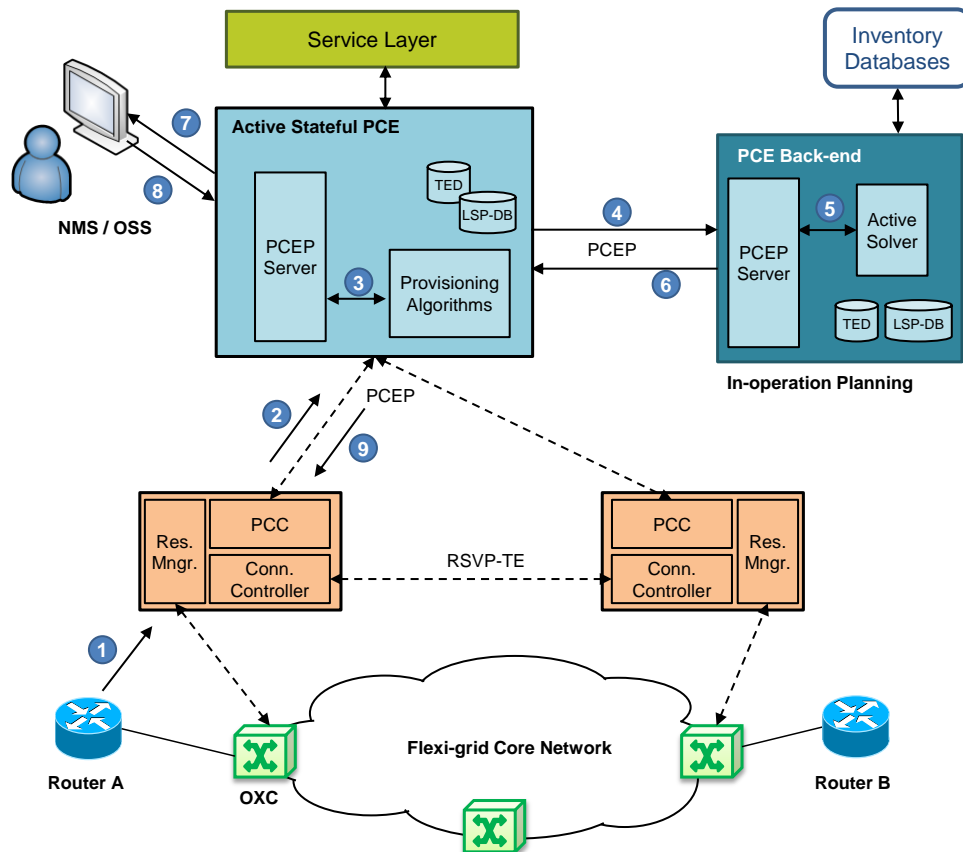 Service Layer
Inventory
Databases
7
Active Stateful PCE
PCE Back-end
8
TED
LSP-DB
4
5
NMS / OSS
PCEP
Server
PCEP
PCEP
Server
Active
Solver
3
Provisioning
Algorithms
6
TED
LSP-DB
In-operation Planning
2
PCEP
9
Res.
Mngr.
PCC
Conn.
Controller
RSVP-TE
PCC
Conn.
Controller
Res.
Mngr.
1
Flexi-grid Core Network
Router A
OXC
Router B